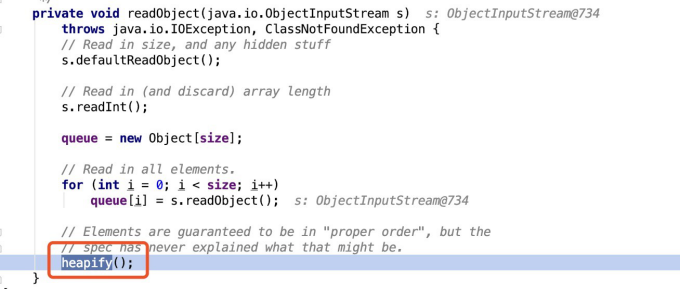 private void readObject(java.io.ObjectInputStream s)  s: ObjectInputStream@734
    throws java.io.IOException, ClassNotFoundException {
    // Read in size, and any hidden stuff
    s.defaultReadObject();

    // Read in (and discard) array length
    s.readInt();

    queue = new Object[size];

    // Read in all elements.
    for (int i = 0; i < size; i++)
        queue[i] = s.readObject();  s: ObjectInputStream@734

    // Elements are guaranteed to be in "proper order", but the
    // spec has never explained what that might be.
    heapify();
}